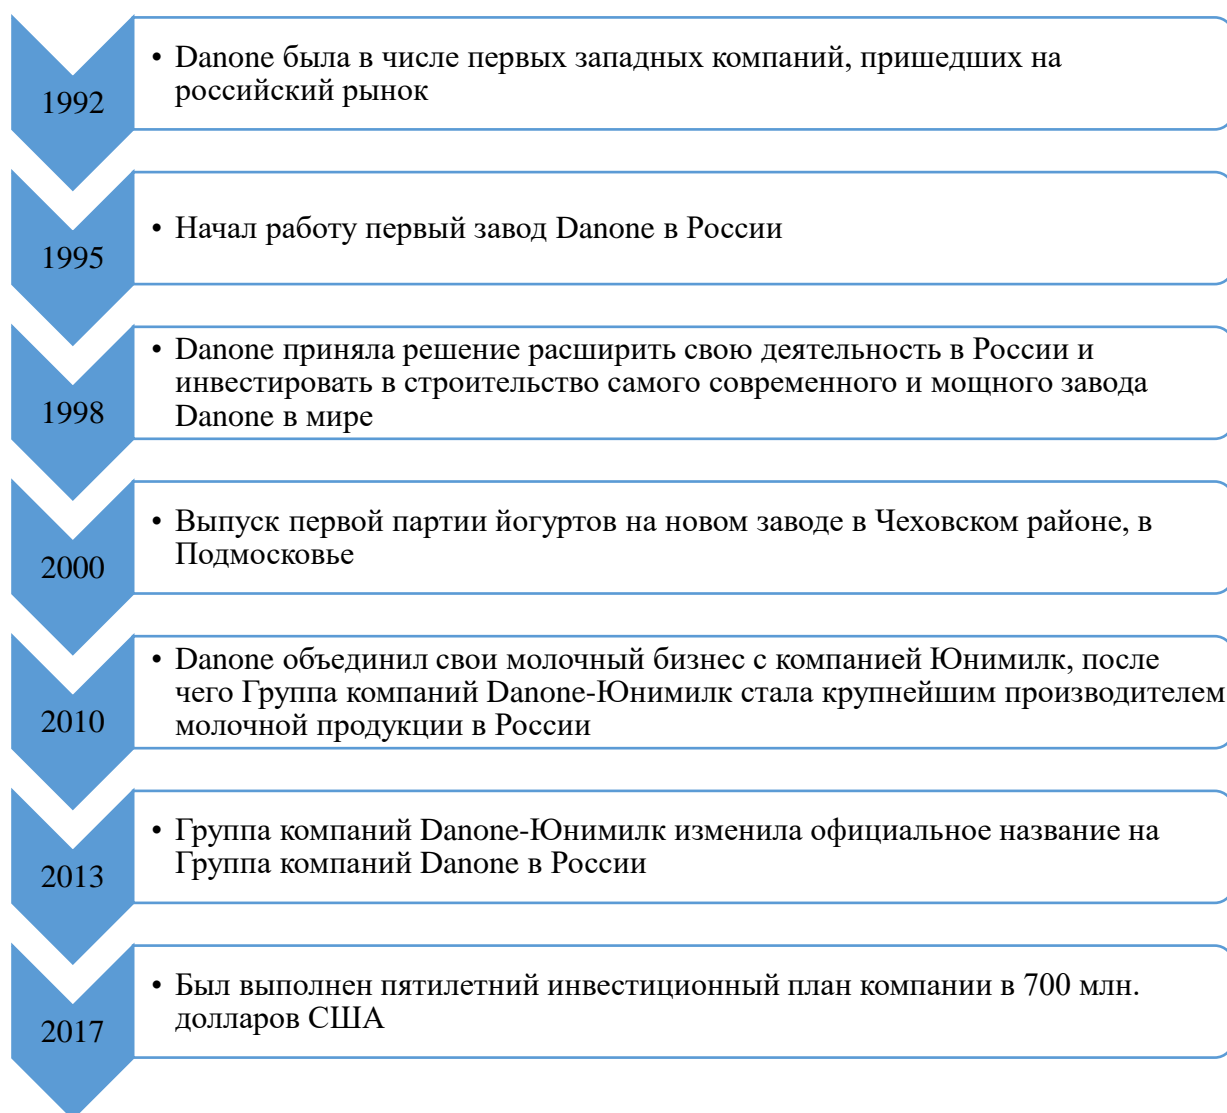 1992
• Danone была в числе первых западных компаний, пришедших на
российский рынок
1995
• Начал работу первый завод Danone в России
1998
• Danone приняла решение расширить свою деятельность в России и
инвестировать в строительство самого современного и мощного завода
Danone в мире
2000
• Выпуск первой партии йогуртов на новом заводе в Чеховском районе, в
Подмосковье
2010
• Danone объединил свои молочный бизнес с компанией Юнимилк, после
чего Группа компаний Danone-Юнимилк стала крупнейшим производителем
молочной продукции в России
2013
• Группа компаний Danone-Юнимилк изменила официальное название на
Группа компаний Danone в России
2017
• Был выполнен пятилетний инвестиционный план компании в 700 млн.
долларов США